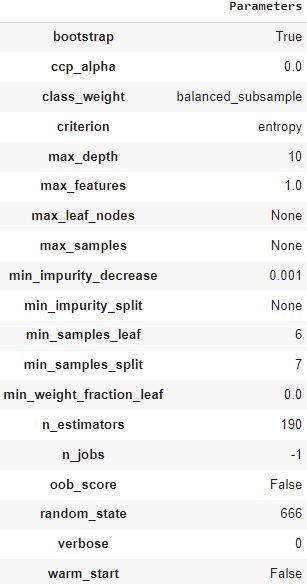 Parameters
bootstrap True
ccp_alpha 0.0
class_weight balanced_subsample
criterion entropy
max_depth 10
max_features 1.0
max_leaf_nodes None
max_samples None
min_impurity_decrease 0.001
min_impurity_split None
min_samples_leaf 6
min_samples_split 7
min_weight_fraction_leaf 0.0
n_estimators 190
n_jobs -1
oob_score False
random_state 666
verbose 0
warm_start False